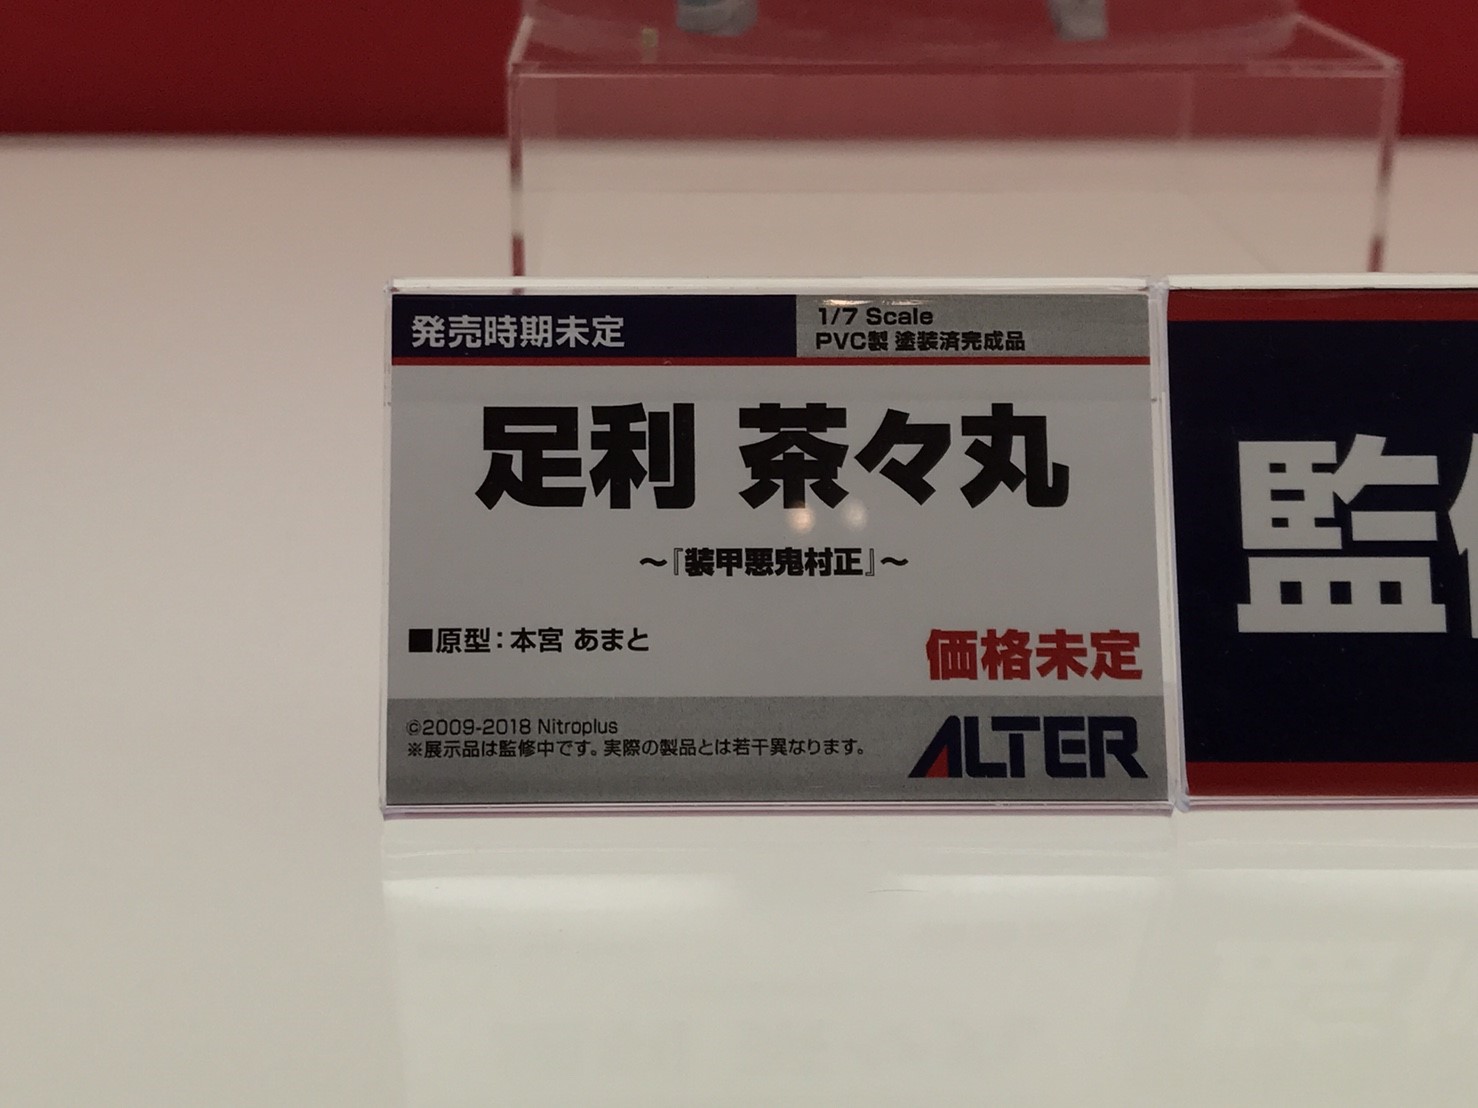 発売時期未定
1/7 Scale
PVC製 塗装済完成品
足利 茶々丸
～『装甲悪鬼村正』～
■原型：本宮 あまと
価格未定
©2009-2018 Nitroplus
※展示品は監修中です。実際の製品とは若干異なります。
ALTER
監